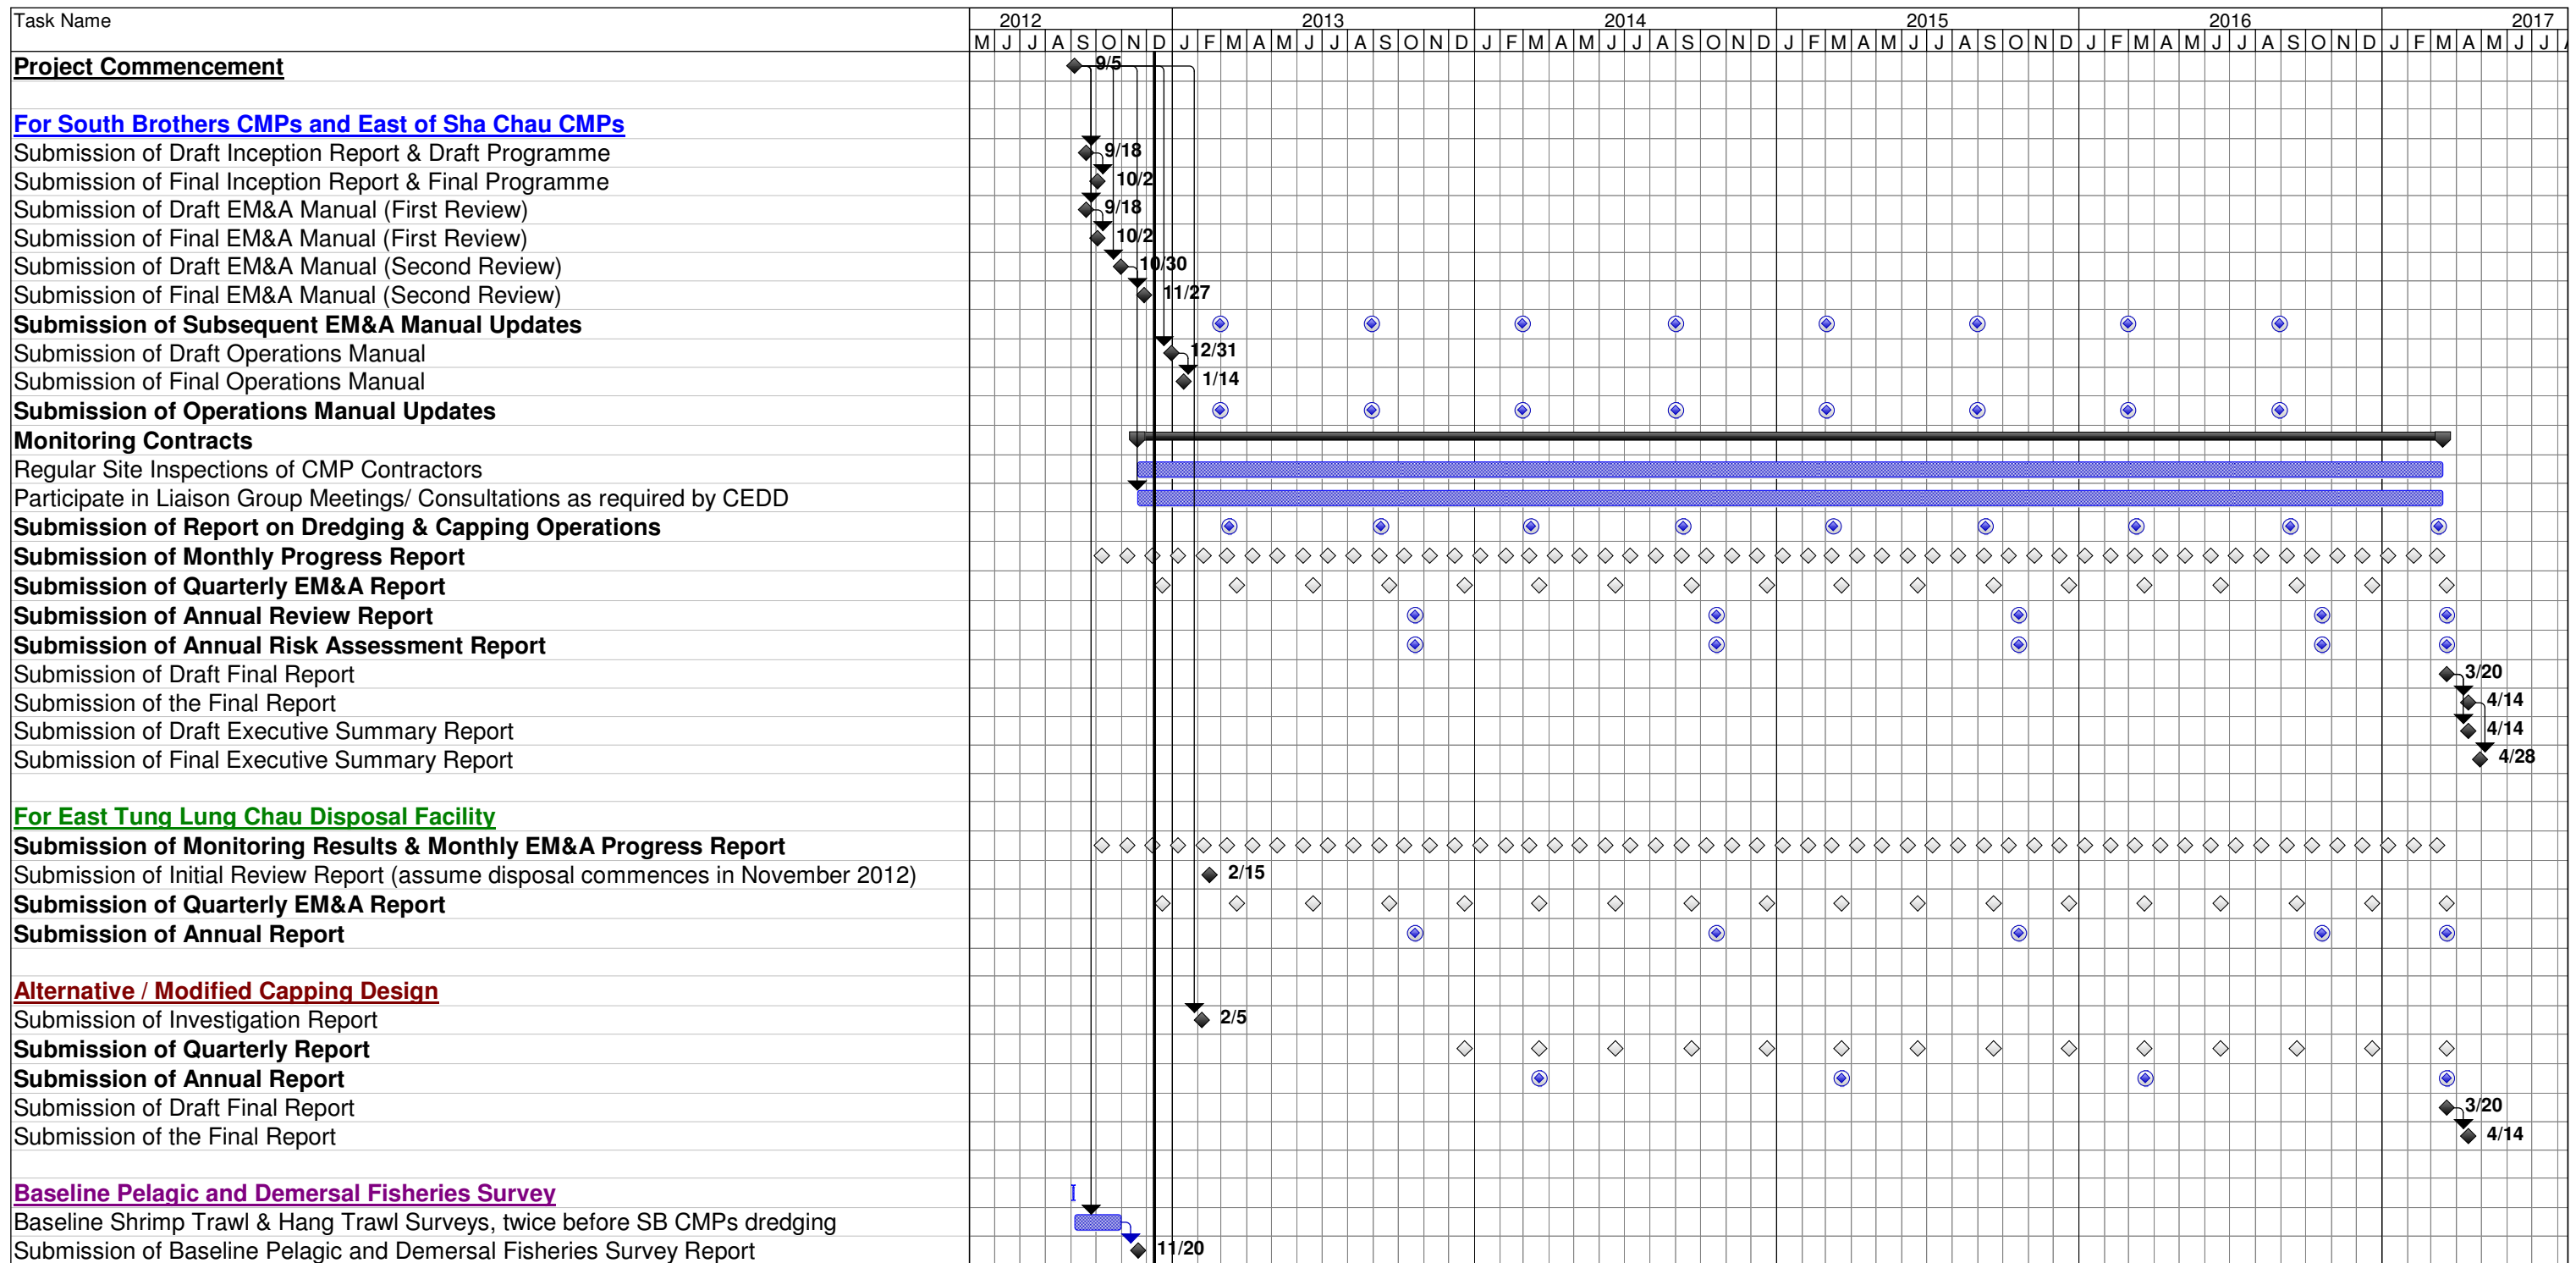 Task Name 2012 2013 2014 2015 2016 2017
M J J A S O N D J F M A M J J A S O N D J F M A M J J A S O N D J F M A M J J A S O N D J F M A M J J A S O N D J F M A M J J A
Project Commencement 9/5
For South Brothers CMPs and East of Sha Chau CMPs
Submission of Draft Inception Report & Draft Programme 9/18
Submission of Final Inception Report & Final Programme 10/2
Submission of Draft EM&A Manual (First Review) 9/18
Submission of Final EM&A Manual (First Review) 10/2
Submission of Draft EM&A Manual (Second Review) 10/30
Submission of Final EM&A Manual (Second Review) 11/27
Submission of Subsequent EM&A Manual Updates
Submission of Draft Operations Manual 12/31
Submission of Final Operations Manual 1/14
Submission of Operations Manual Updates
Monitoring Contracts
Regular Site Inspections of CMP Contractors
Participate in Liaison Group Meetings/ Consultations as required by CEDD
Submission of Report on Dredging & Capping Operations
Submission of Monthly Progress Report
Submission of Quarterly EM&A Report
Submission of Annual Review Report
Submission of Annual Risk Assessment Report
Submission of Draft Final Report 3/20
Submission of the Final Report 4/14
Submission of Draft Executive Summary Report 4/14
Submission of Final Executive Summary Report 4/28
For East Tung Lung Chau Disposal Facility
Submission of Monitoring Results & Monthly EM&A Progress Report
Submission of Initial Review Report (assume disposal commences in November 2012) 2/15
Submission of Quarterly EM&A Report
Submission of Annual Report
Alternative / Modified Capping Design
Submission of Investigation Report 2/5
Submission of Quarterly Report
Submission of Annual Report
Submission of Draft Final Report 3/20
Submission of the Final Report 4/14
Baseline Pelagic and Demersal Fisheries Survey
Baseline Shrimp Trawl & Hang Trawl Surveys, twice before SB CMPs dredging
Submission of Baseline Pelagic and Demersal Fisheries Survey Report 11/20